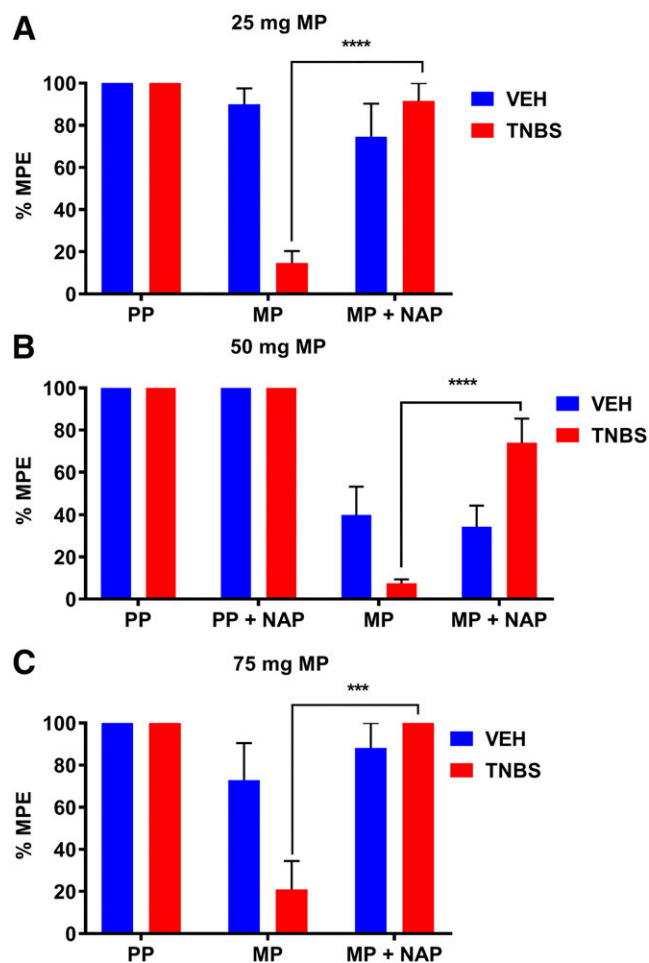 A
25 mg MP
****
100
80
60
40
20
0
% MPE
VEH
TNBS
PP MP MP + NAP
B
50 mg MP
****
100
80
60
40
20
0
% MPE
VEH
TNBS
PP PP + NAP MP MP + NAP
C
75 mg MP
***
100
80
60
40
20
0
% MPE
VEH
TNBS
PP MP MP + NAP